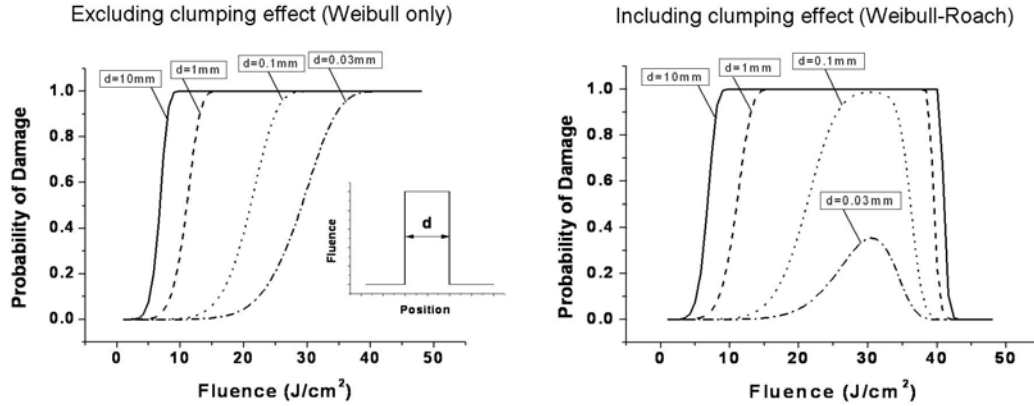 Excluding clumping effect (Weibull only)
d=10mm
d=1mm
d=0.1mm
d=0.03mm
1.0
0.8
0.6
0.4
0.2
0.0
Probability of Damage
0 10 20 30 40 50
Fluence (J/cm²)
Fluence
d
Position
Including clumping effect (Weibull-Roach)
d=10mm
d=1mm
d=0.1mm
d=0.03mm
1.0
0.8
0.6
0.4
0.2
0.0
Probability of Damage
0 10 20 30 40 50
Fluence (J/cm²)